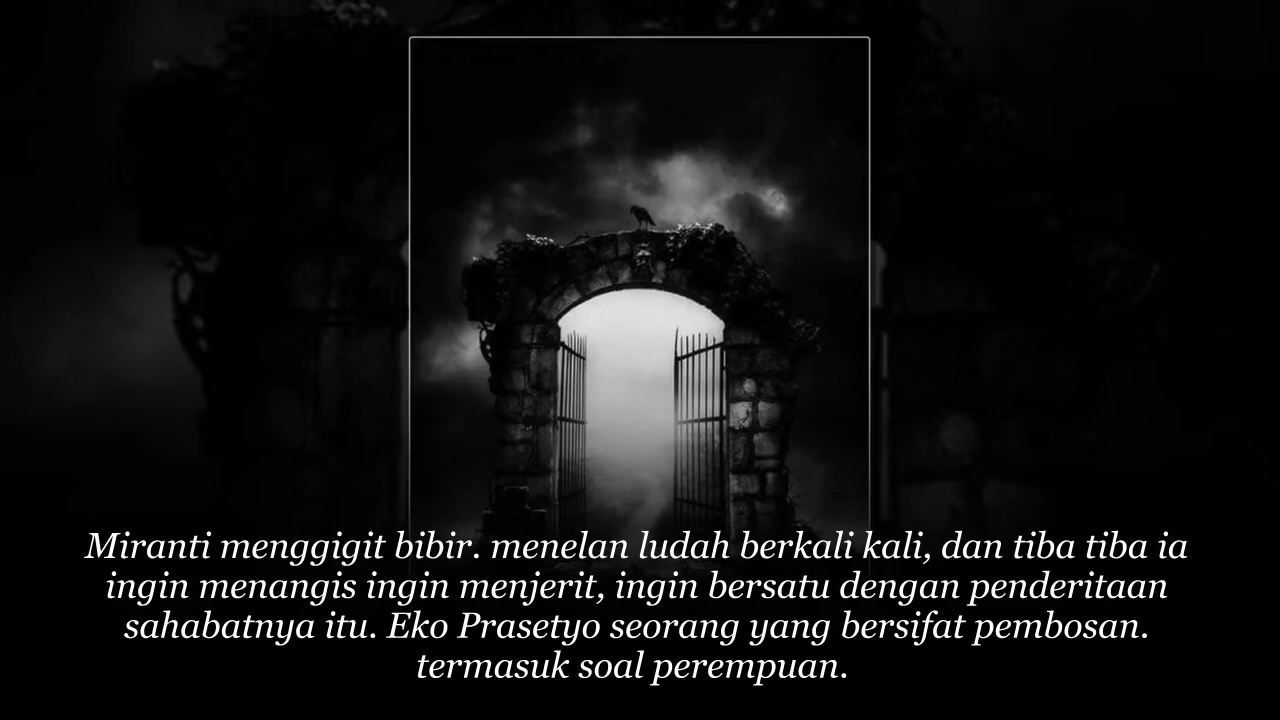 Miranti menggigit bibir. menelan ludah berkali kali, dan tiba tiba ia
ingin menangis ingin menjerit, ingin bersatu dengan penderitaan
sahabatnya itu. Eko Prasetyo seorang yang bersifat pembosan.
termasuk soal perempuan.